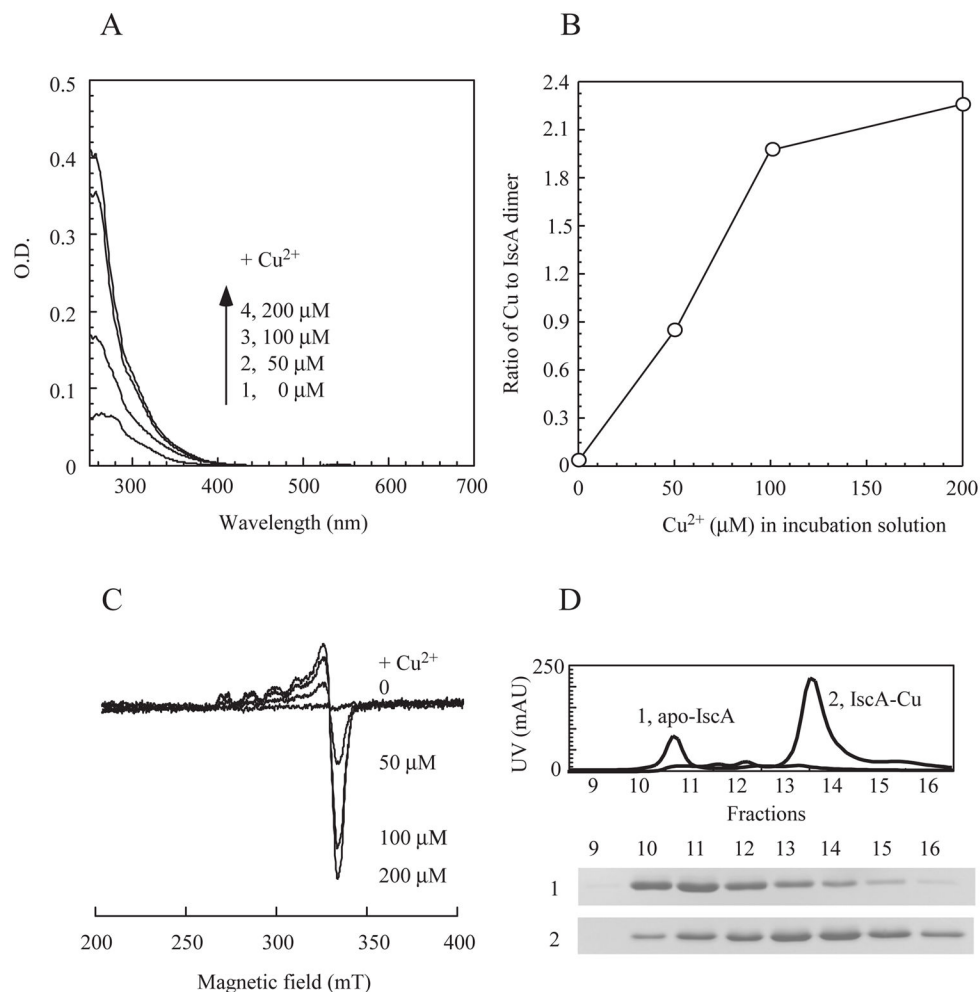 A
0.5
0.4
0.3
0.2
0.1
0
O.D.
+ Cu²⁺
4, 200 μM
3, 100 μM
2, 50 μM
1, 0 μM
300 400 500 600 700
Wavelength (nm)
B
2.4
2.1
1.8
1.5
1.2
0.9
0.6
0.3
0
Ratio of Cu to IscA dimer
0 50 100 150 200
Cu²⁺ (μM) in incubation solution
C
+ Cu²⁺
0
50 μM
100 μM
200 μM
200 300 300 400
Magnetic field (mT)
D
250
0
UV (mAU)
1, apo-IscA
2, IscA-Cu
9 10 11 12 13 14 15 16
Fractions
9 10 11 12 13 14 15 16
1
2